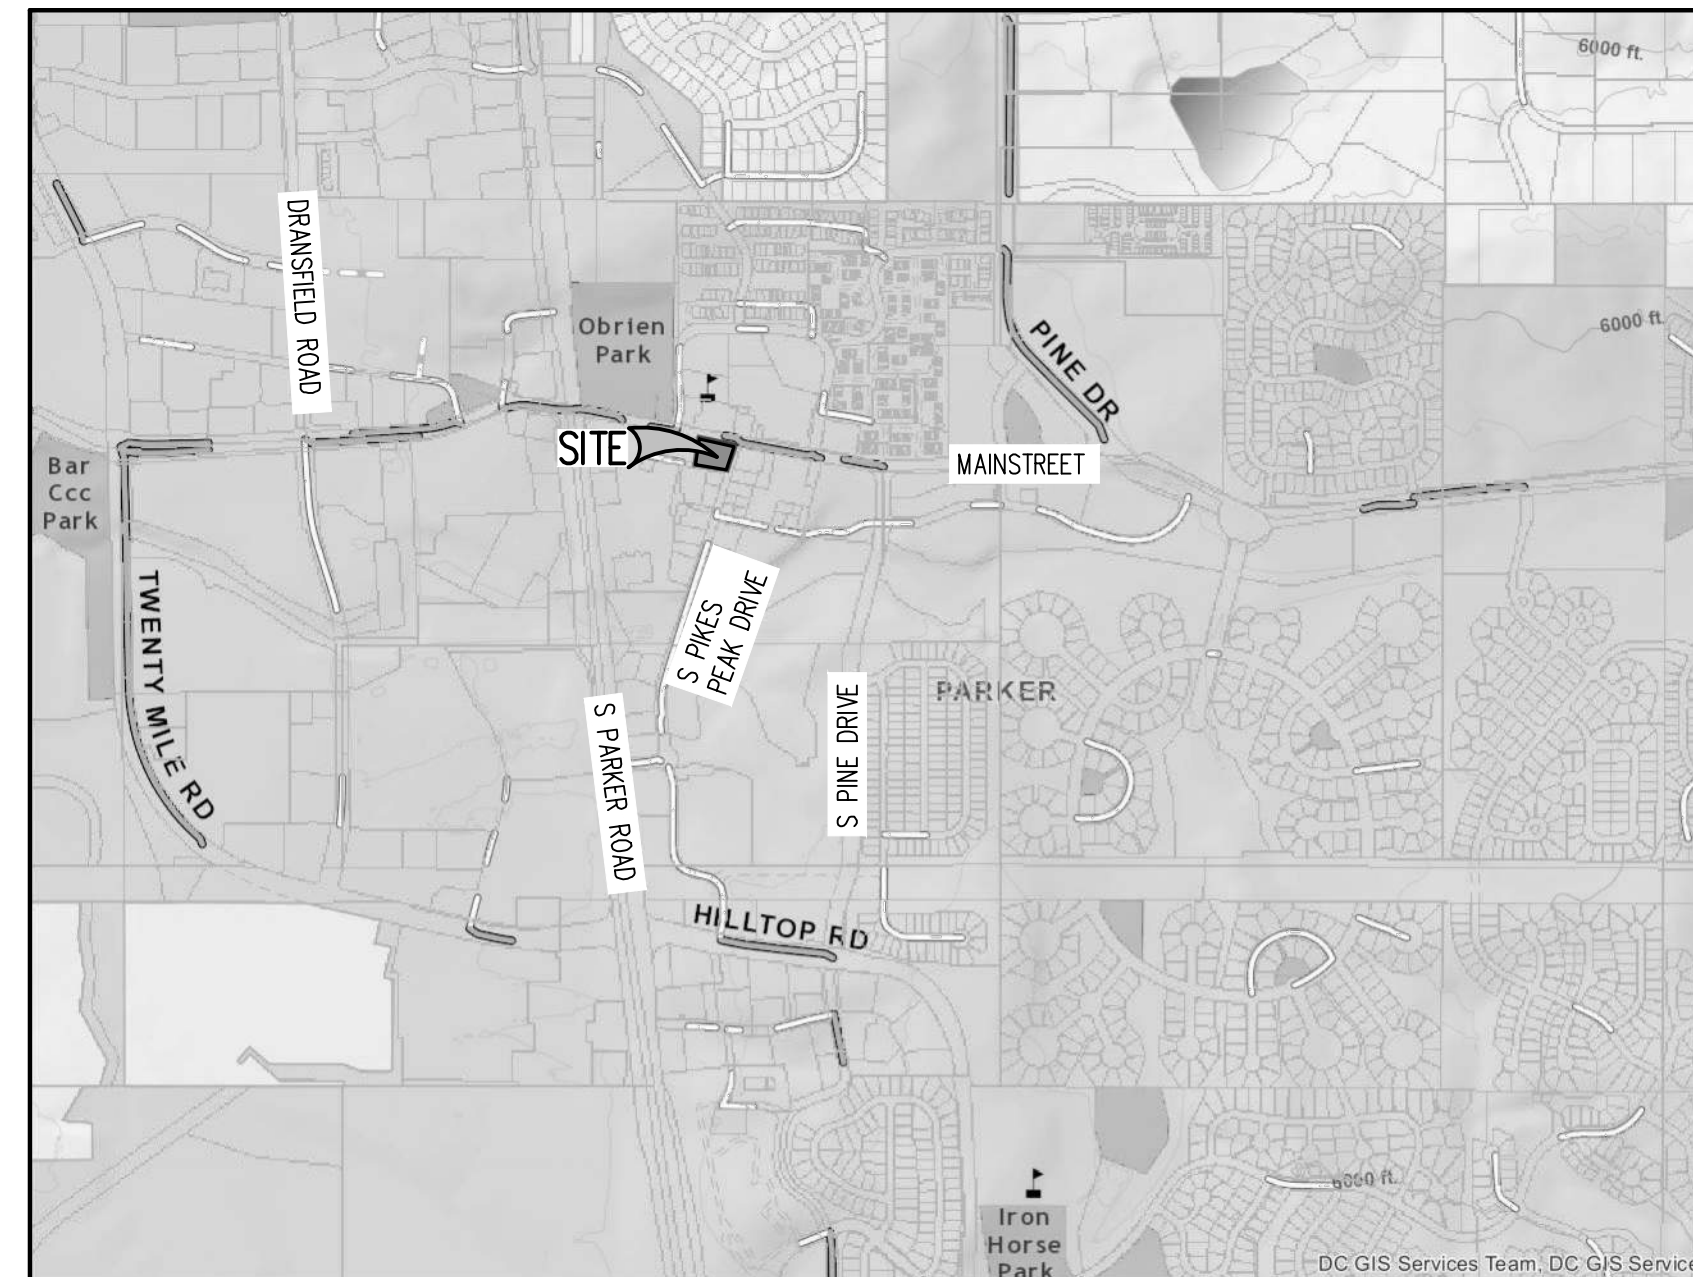 6000 ft.
DRANSFIELD ROAD
Obrien
Park
6000 ft.
PINE DR
SITE
MAINSTREET
Bar
Ccc
Park
TWENTY MILE RD
S PIKES
PEAK DRIVE
S PINE DRIVE
PARKER
S PARKER ROAD
HILLTOP RD
6000 ft.
Iron
Horse
Park
DC GIS Services Team, DC GIS Service